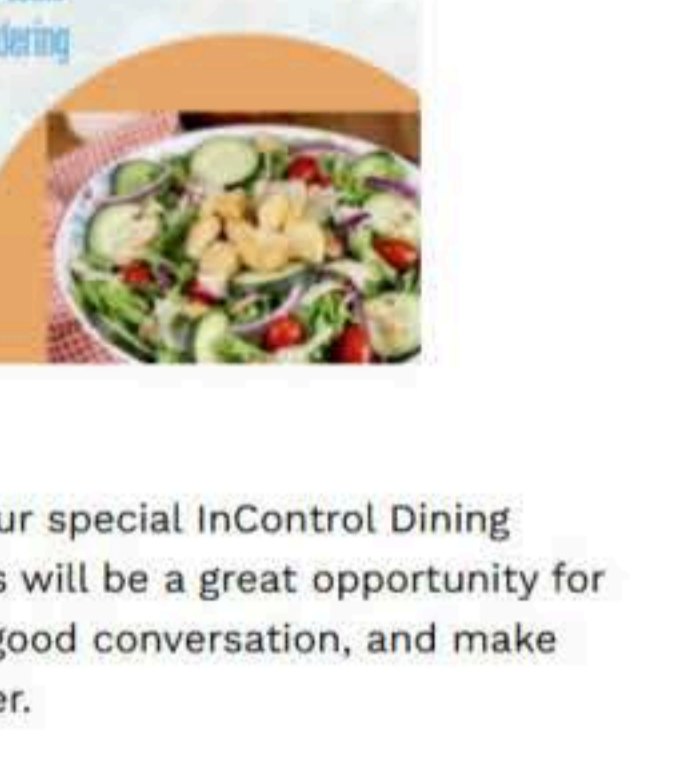 dering
ur special InControl Dining
s will be a great opportunity for
good conversation, and make
er.